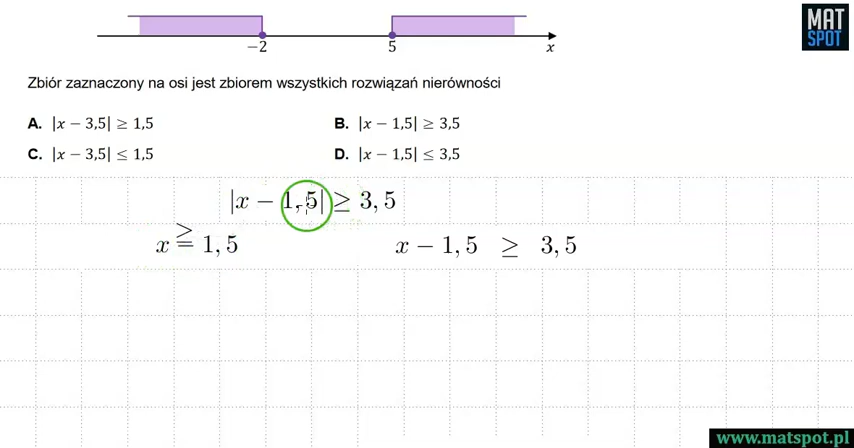 MAT
SPOT
−2 5 x
Zbiór zaznaczony na osi jest zbiorem wszystkich rozwiązań nierówności
A. |x − 3,5| ≥ 1,5 B. |x − 1,5| ≥ 3,5
C. |x − 3,5| ≤ 1,5 D. |x − 1,5| ≤ 3,5
|x − 1,5| ≥ 3,5
x ≥= 1,5 x − 1,5 ≥ 3,5
www.matspot.pl